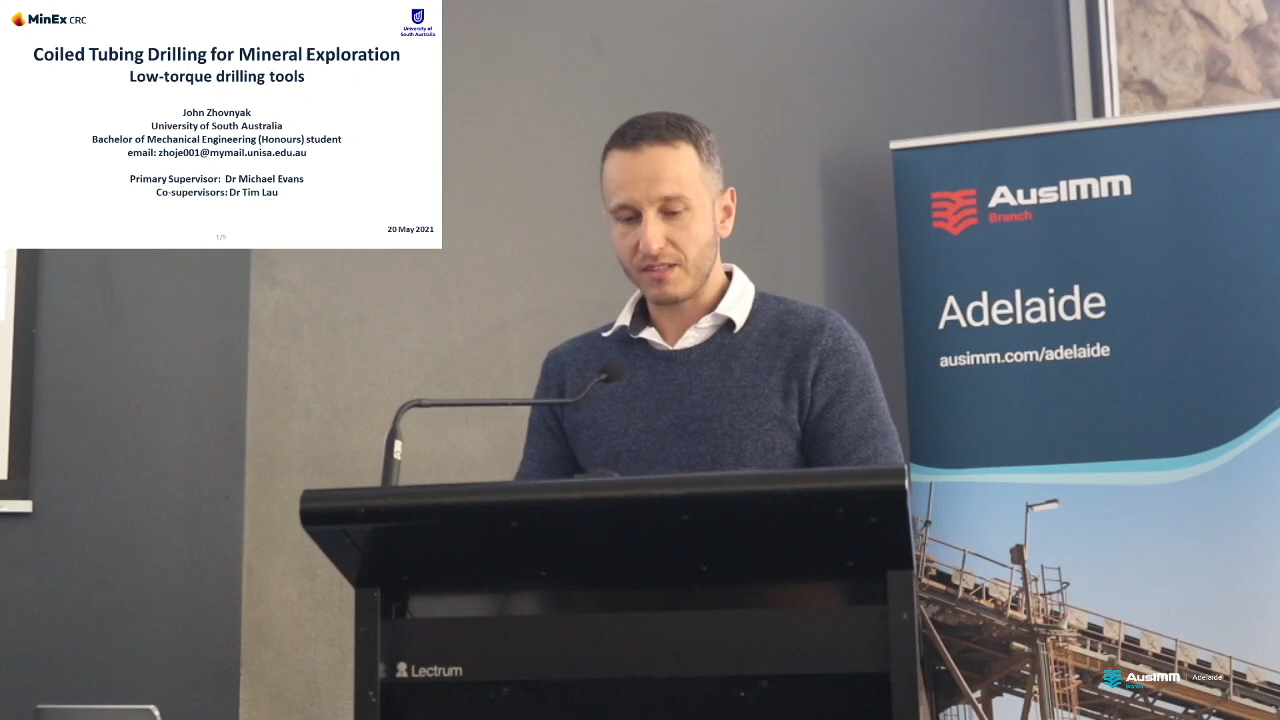 MinEx CRC
University of
South Australia
Coiled Tubing Drilling for Mineral Exploration
Low-torque drilling tools
John Zhovnyak
University of South Australia
Bachelor of Mechanical Engineering (Honours) student
email: zhoje001@mymail.unisa.edu.au
Primary Supervisor: Dr Michael Evans
Co-supervisors: Dr Tim Lau
20 May 2021
1/9
AusIMM
Branch
Adelaide
ausimm.com/adelaide
Lectrum
AusIMM
Branch
Adelaide